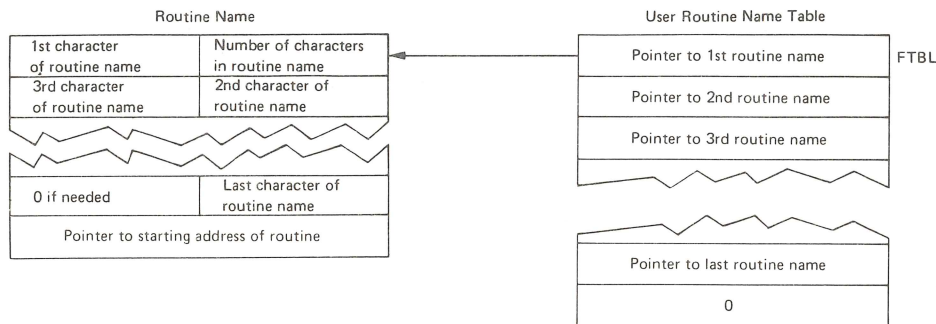 Routine Name
1st character
of routine name
Number of characters
in routine name
3rd character
of routine name
2nd character of
routine name
0 if needed
Last character of
routine name
Pointer to starting address of routine
User Routine Name Table
Pointer to 1st routine name
FTBL
Pointer to 2nd routine name
Pointer to 3rd routine name
Pointer to last routine name
0